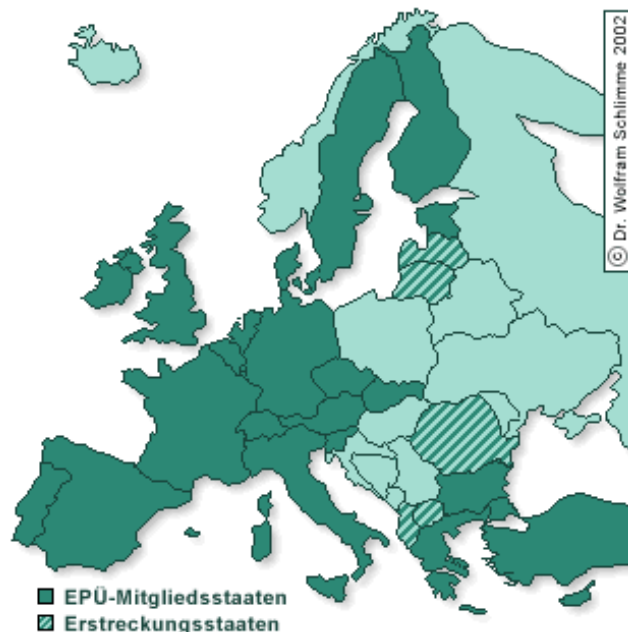 © Dr. Wolfram Schlimme 2002
EPÜ-Mitgliedsstaaten
Erstreckungsstaaten